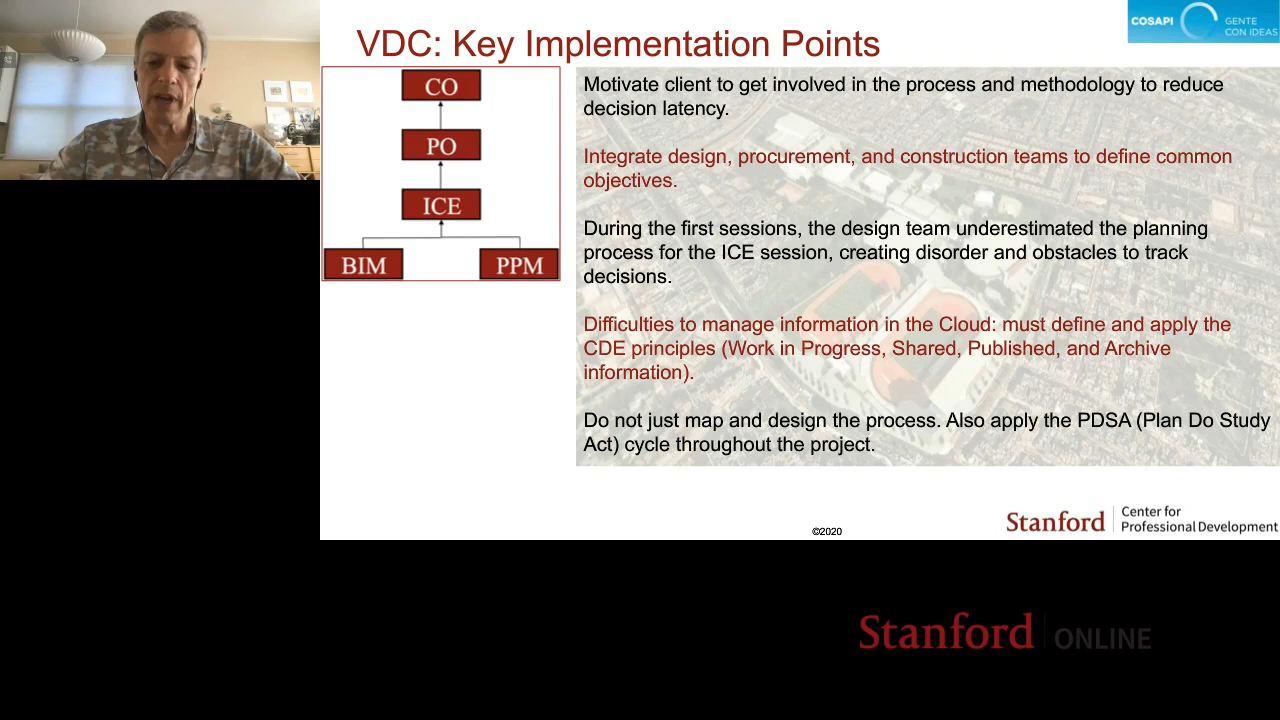 VDC: Key Implementation Points
COSAPI
GENTE
CON IDEAS
CO
PO
ICE
BIM
PPM
Motivate client to get involved in the process and methodology to reduce
decision latency.
Integrate design, procurement, and construction teams to define common
objectives.
During the first sessions, the design team underestimated the planning
process for the ICE session, creating disorder and obstacles to track
decisions.
Difficulties to manage information in the Cloud: must define and apply the
CDE principles (Work in Progress, Shared, Published, and Archive
information).
Do not just map and design the process. Also apply the PDSA (Plan Do Study
Act) cycle throughout the project.
©2020
Stanford
Center for
Professional Development
Stanford ONLINE